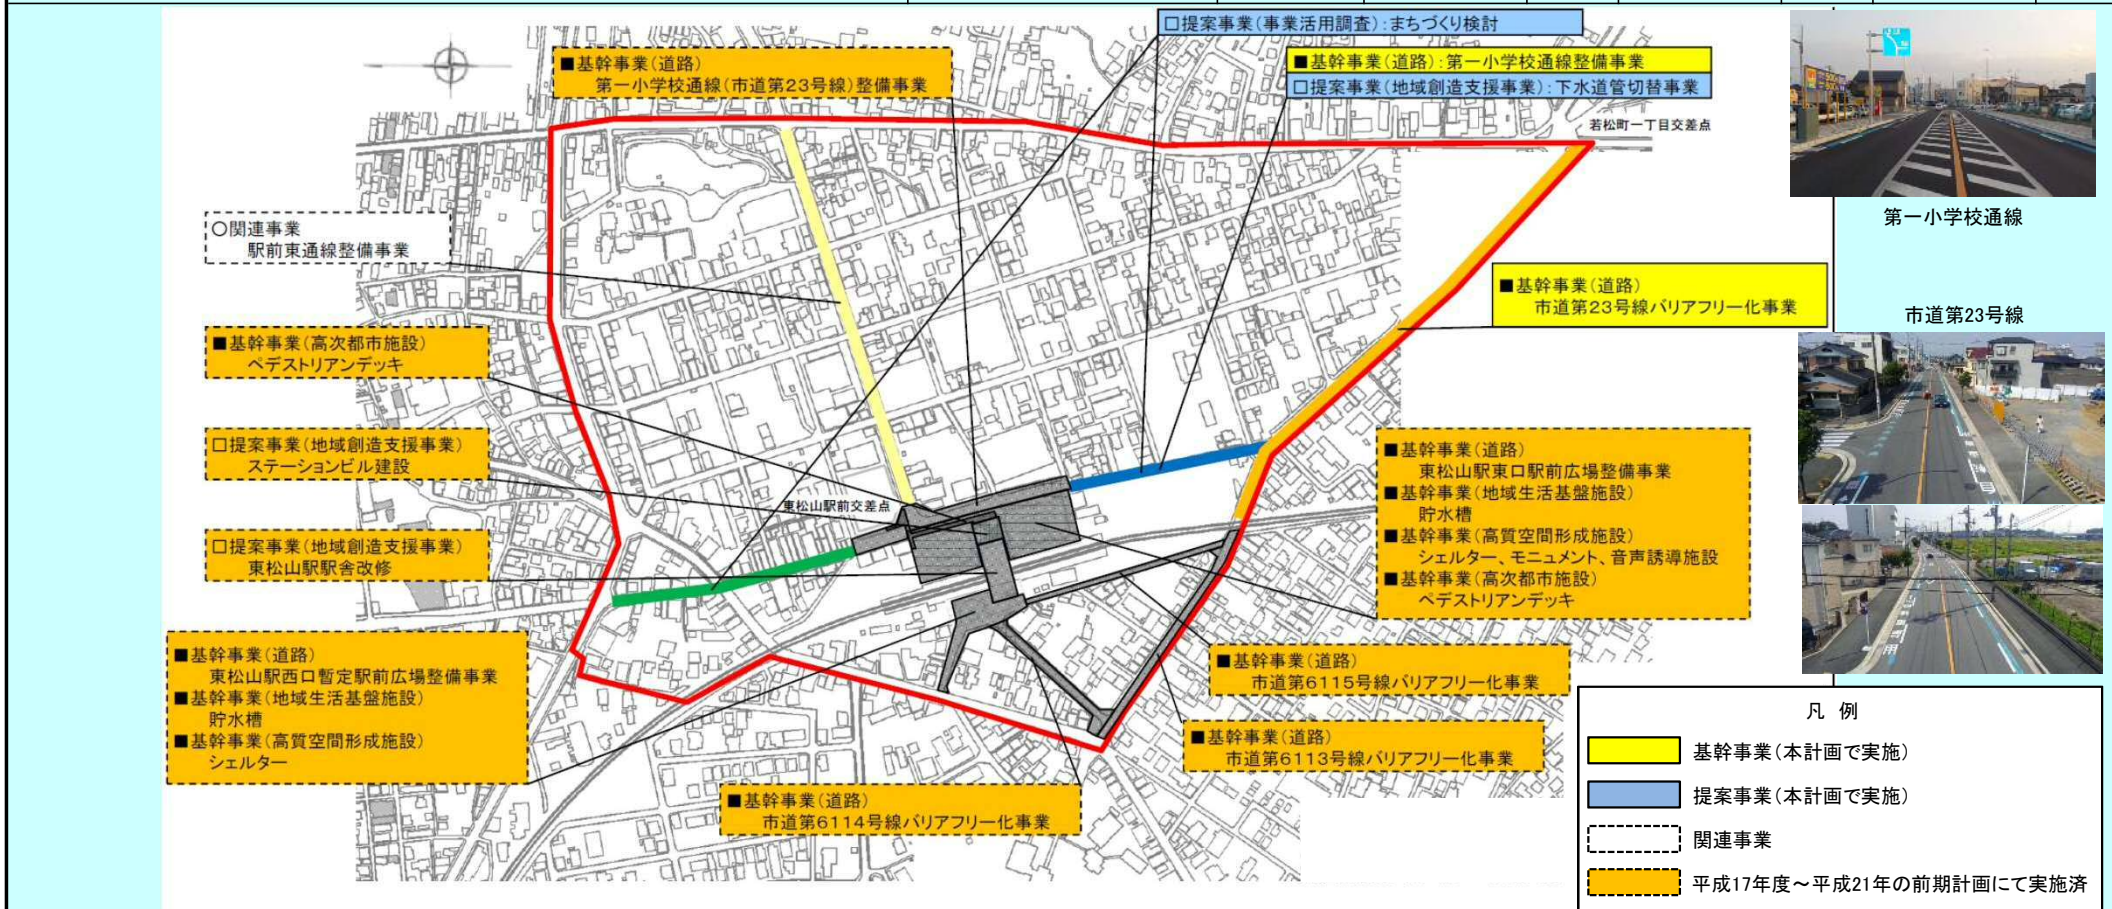 □提案事業(事業活用調査):まちづくり検討
■基幹事業(道路)
第一小学校通線(市道第23号線)整備事業
■基幹事業(道路):第一小学校通線整備事業
□提案事業(地域創造支援事業):下水道管切替事業
若松町一丁目交差点
第一小学校通線
○関連事業
駅前東通線整備事業
■基幹事業(道路)
市道第23号線バリアフリー化事業
市道第23号線
■基幹事業(高次都市施設)
ペデストリアンデッキ
□提案事業(地域創造支援事業)
ステーションビル建設
東松山駅前交差点
□提案事業(地域創造支援事業)
東松山駅駅舎改修
■基幹事業(道路)
東松山駅東口駅前広場整備事業
■基幹事業(地域生活基盤施設)
貯水槽
■基幹事業(高質空間形成施設)
シェルター、モニュメント、音声誘導施設
■基幹事業(高次都市施設)
ペデストリアンデッキ
■基幹事業(道路)
東松山駅西口暫定駅前広場整備事業
■基幹事業(地域生活基盤施設)
貯水槽
■基幹事業(高質空間形成施設)
シェルター
■基幹事業(道路)
市道第6115号線バリアフリー化事業
■基幹事業(道路)
市道第6113号線バリアフリー化事業
■基幹事業(道路)
市道第6114号線バリアフリー化事業
凡 例
基幹事業(本計画で実施)
提案事業(本計画で実施)
関連事業
平成17年度～平成21年の前期計画にて実施済